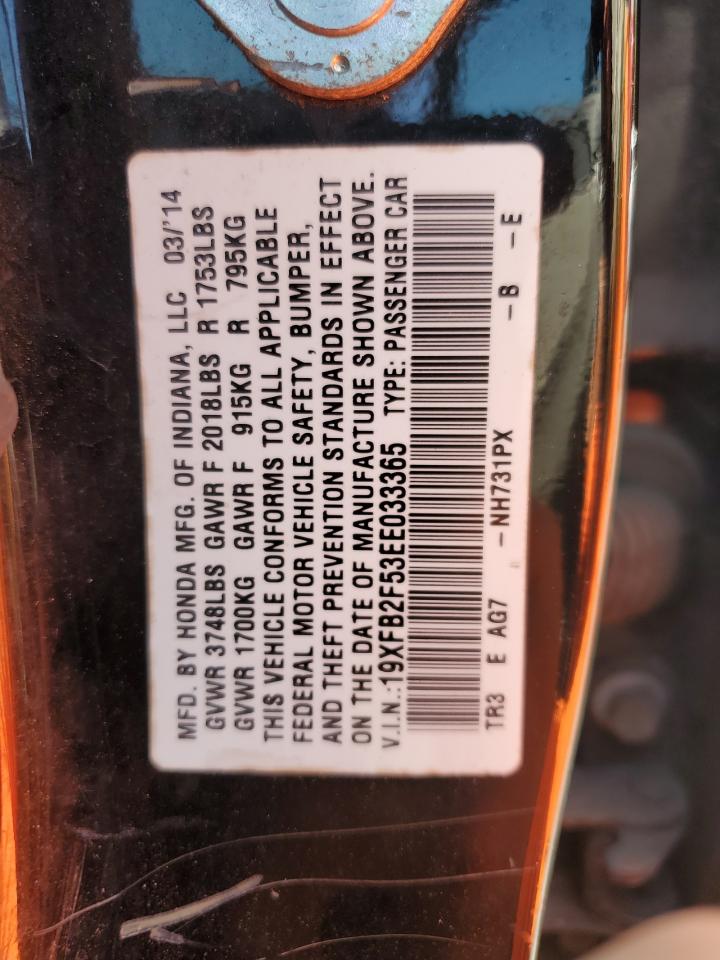 MFD. BY HONDA MFG. OF INDIANA, LLC 03/'14
GVWR 3748LBS GAWR F 2018LBS R 1753LBS
GVWR 1700KG GAWR F 915KG R 795KG
THIS VEHICLE CONFORMS TO ALL APPLICABLE
FEDERAL MOTOR VEHICLE SAFETY, BUMPER,
AND THEFT PREVENTION STANDARDS IN EFFECT
ON THE DATE OF MANUFACTURE SHOWN ABOVE.
V.I.N.:19XFB2F53EE033365 TYPE: PASSENGER CAR
TR3 E AG7 -NH731PX -B -E